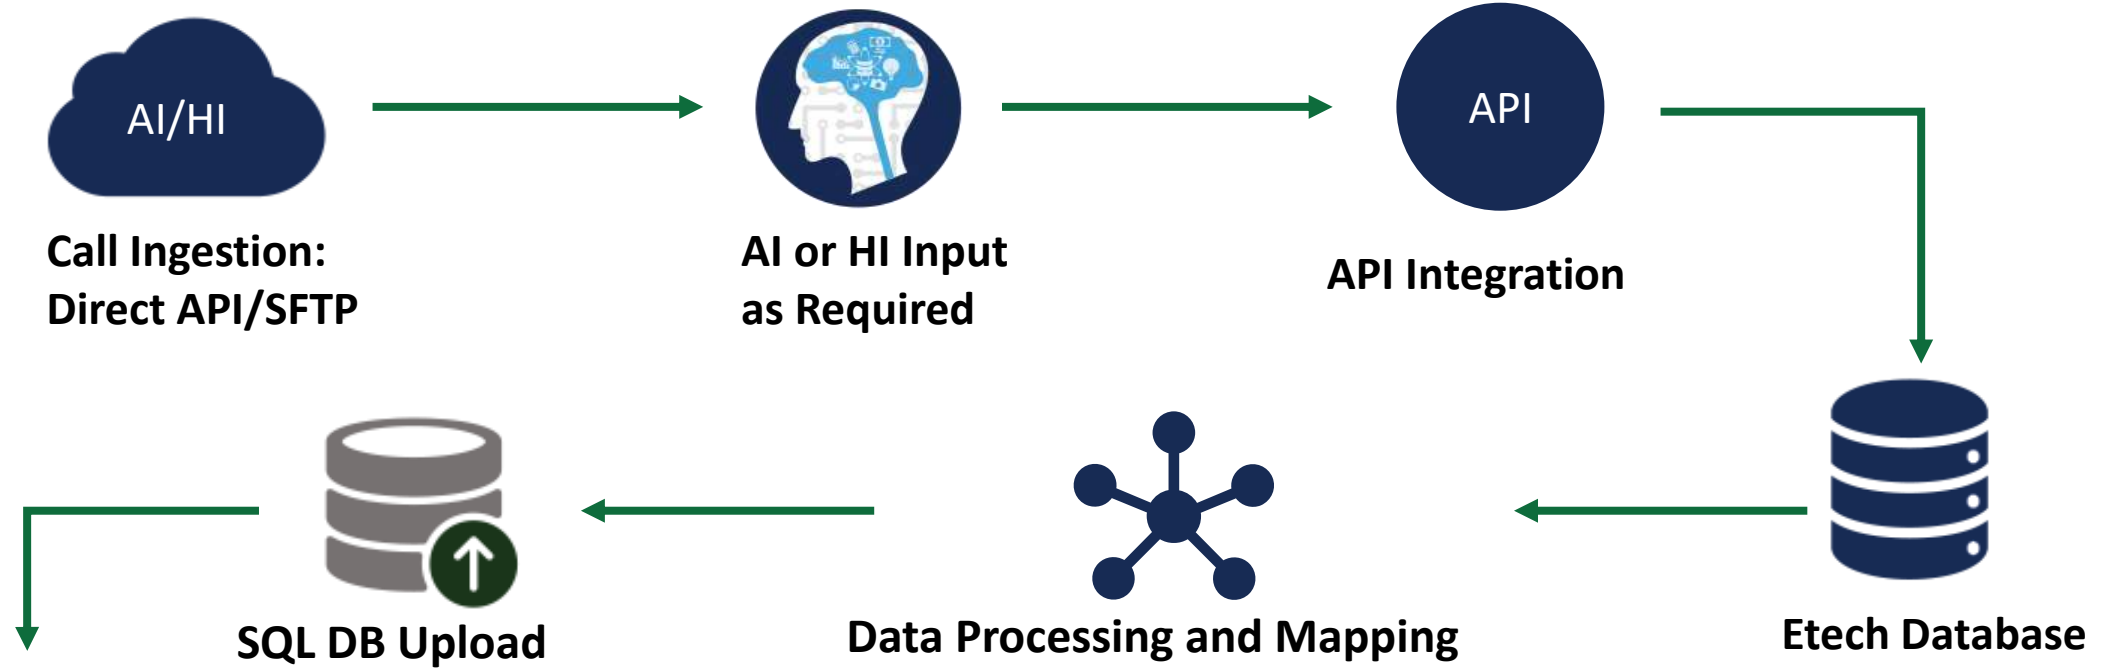 AI/HI
API
Call Ingestion:
Direct API/SFTP
AI or HI Input
as Required
API Integration
SQL DB Upload
Data Processing and Mapping
Etech Database